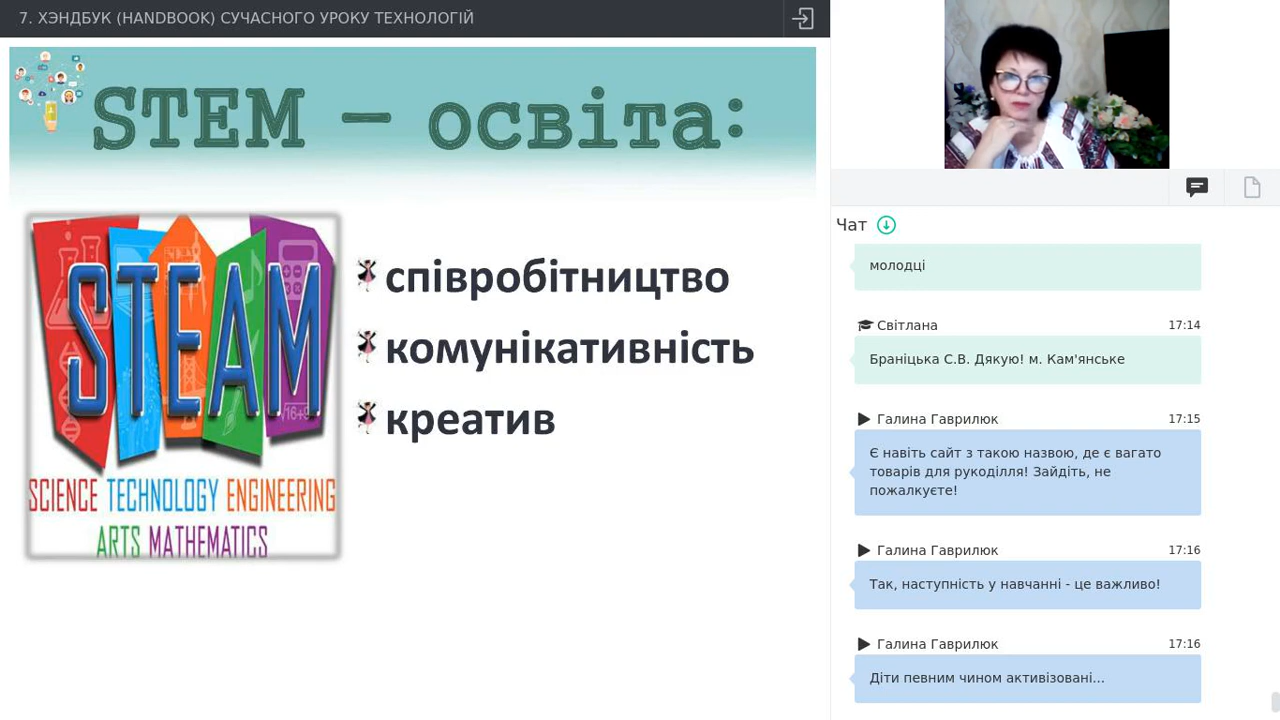 7. ХЭНДБУК (HANDBOOK) СУЧАСНОГО УРОКУ ТЕХНОЛОГІЙ
STEM – освіта:
STEAM
√16+9
SCIENCE TECHNOLOGY ENGINEERING
ARTS MATHEMATICS
співробітництво
комунікативність
креатив
Чат
молодці
Світлана 17:14
Браніцька С.В. Дякую! м. Кам'янське
Галина Гаврилюк 17:15
Є навіть сайт з такою назвою, де є вагато
товарів для рукоділля! Зайдіть, не
пожалкуєте!
Галина Гаврилюк 17:16
Так, наступність у навчанні - це важливо!
Галина Гаврилюк 17:16
Діти певним чином активізовані...